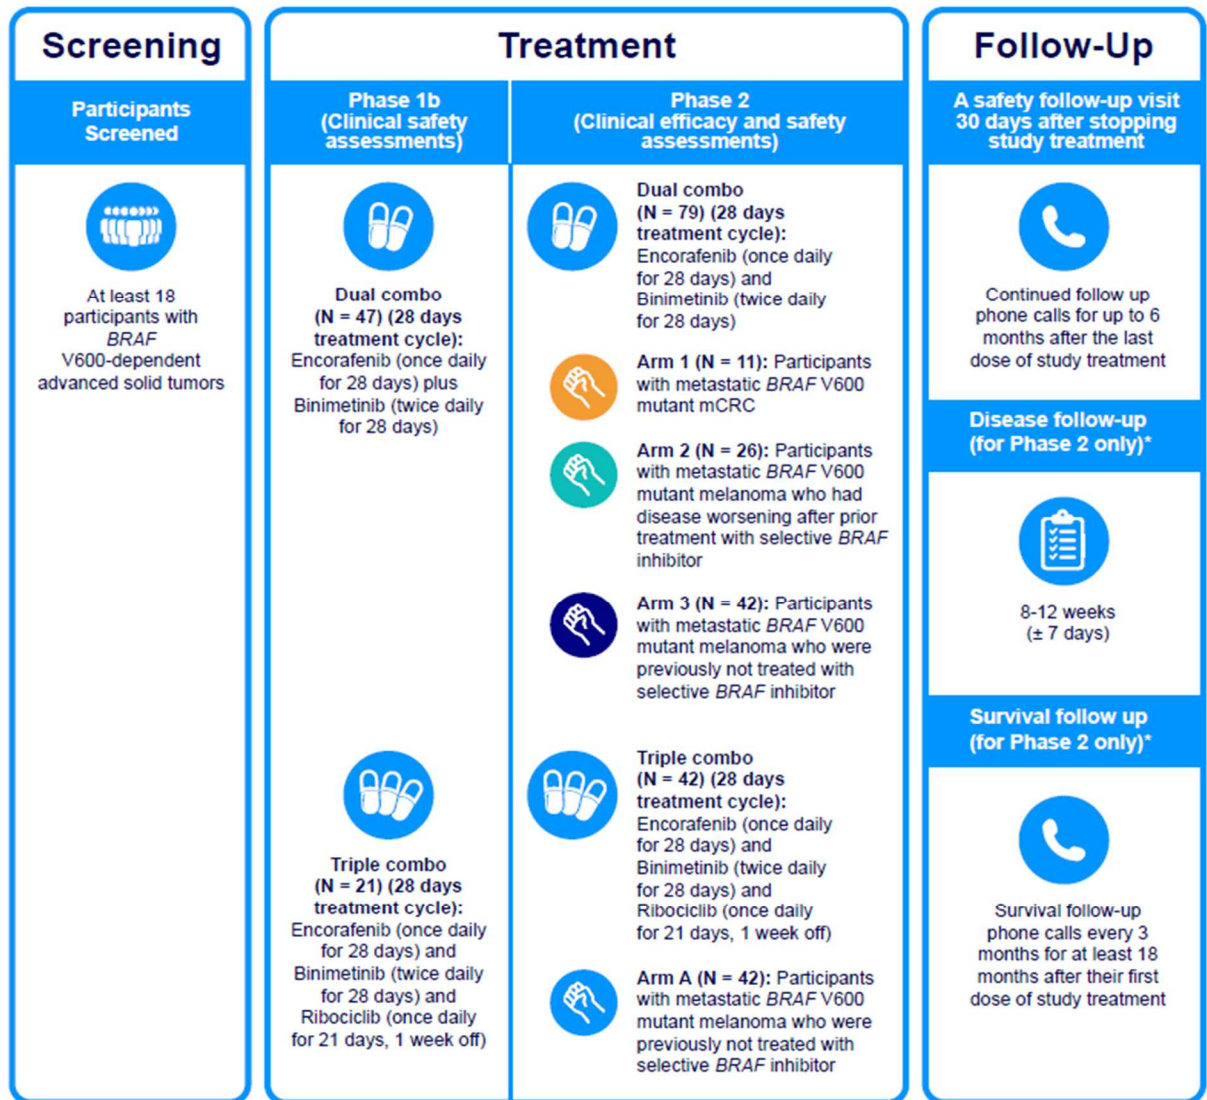 Screening
Participants
Screened
At least 18
participants with
BRAF
V600-dependent
advanced solid tumors
Treatment
Phase 1b
(Clinical safety
assessments)
Dual combo
(N = 47) (28 days
treatment cycle):
Encorafenib (once daily
for 28 days) plus
Binimetinib (twice daily
for 28 days)
Triple combo
(N = 21) (28 days
treatment cycle):
Encorafenib (once daily
for 28 days) and
Binimetinib (twice daily
for 28 days) and
Ribociclib (once daily
for 21 days, 1 week off)
Phase 2
(Clinical efficacy and safety
assessments)
Dual combo
(N = 79) (28 days
treatment cycle):
Encorafenib (once daily
for 28 days) and
Binimetinib (twice daily
for 28 days)
Arm 1 (N = 11): Participants
with metastatic BRAF V600
mutant mCRC
Arm 2 (N = 26): Participants
with metastatic BRAF V600
mutant melanoma who had
disease worsening after prior
treatment with selective BRAF
inhibitor
Arm 3 (N = 42): Participants
with metastatic BRAF V600
mutant melanoma who were
previously not treated with
selective BRAF inhibitor
Triple combo
(N = 42) (28 days
treatment cycle):
Encorafenib (once daily
for 28 days) and
Binimetinib (twice daily
for 28 days) and
Ribociclib (once daily
for 21 days, 1 week off)
Arm A (N = 42): Participants
with metastatic BRAF V600
mutant melanoma who were
previously not treated with
selective BRAF inhibitor
Follow-Up
A safety follow-up visit
30 days after stopping
study treatment
Continued follow up
phone calls for up to 6
months after the last
dose of study treatment
Disease follow-up
(for Phase 2 only)*
8-12 weeks
(± 7 days)
Survival follow up
(for Phase 2 only)*
Survival follow-up
phone calls every 3
months for at least 18
months after their first
dose of study treatment